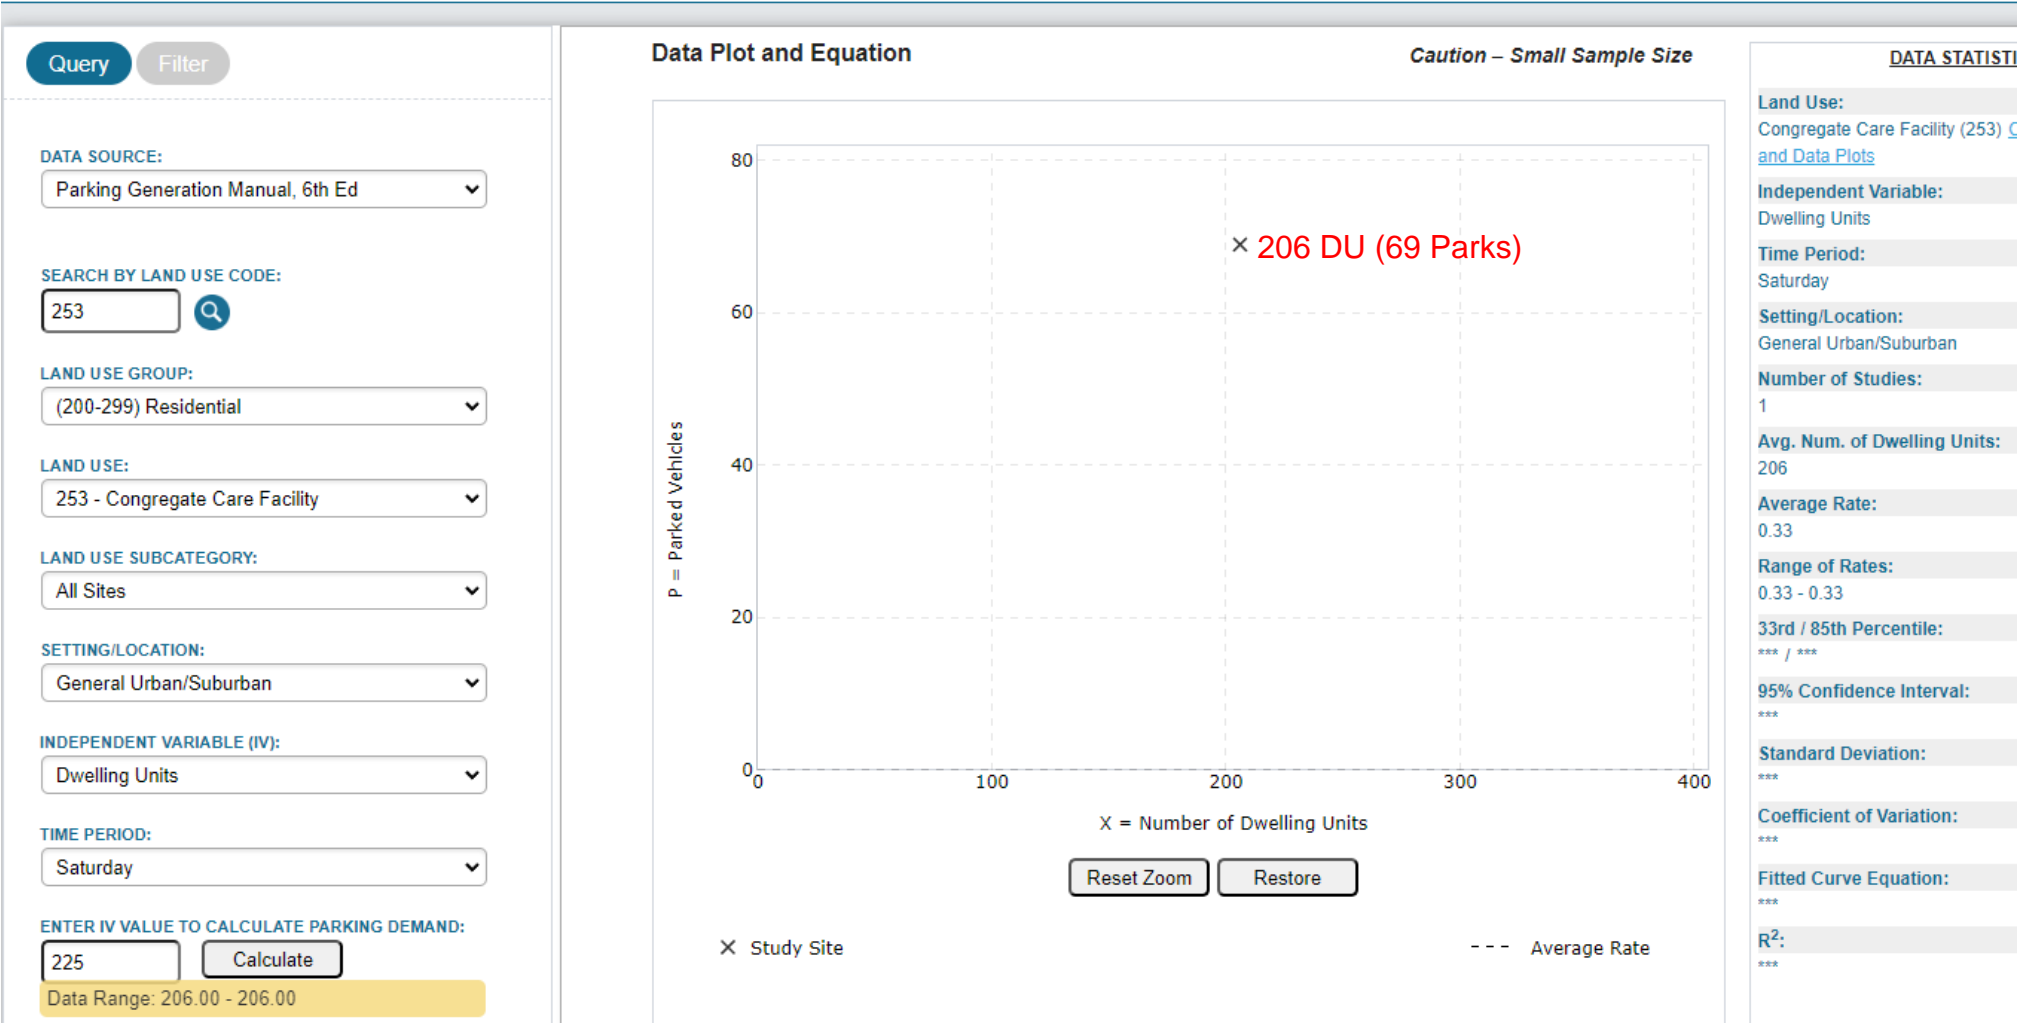 Query
Filter
DATA SOURCE:
Parking Generation Manual, 6th Ed
SEARCH BY LAND USE CODE:
253
LAND USE GROUP:
(200-299) Residential
LAND USE:
253 - Congregate Care Facility
LAND USE SUBCATEGORY:
All Sites
SETTING/LOCATION:
General Urban/Suburban
INDEPENDENT VARIABLE (IV):
Dwelling Units
TIME PERIOD:
Saturday
ENTER IV VALUE TO CALCULATE PARKING DEMAND:
225
Calculate
Data Range: 206.00 - 206.00
Data Plot and Equation
Caution – Small Sample Size
80
60
40
20
0
P = Parked Vehicles
206 DU (69 Parks)
0
100
200
300
400
X = Number of Dwelling Units
Reset Zoom
Restore
Study Site
Average Rate
DATA STATISTI
Land Use:
Congregate Care Facility (253)
and Data Plots
Independent Variable:
Dwelling Units
Time Period:
Saturday
Setting/Location:
General Urban/Suburban
Number of Studies:
1
Avg. Num. of Dwelling Units:
206
Average Rate:
0.33
Range of Rates:
0.33 - 0.33
33rd / 85th Percentile:
*** / ***
95% Confidence Interval:
***
Standard Deviation:
***
Coefficient of Variation:
***
Fitted Curve Equation:
***
R²:
***